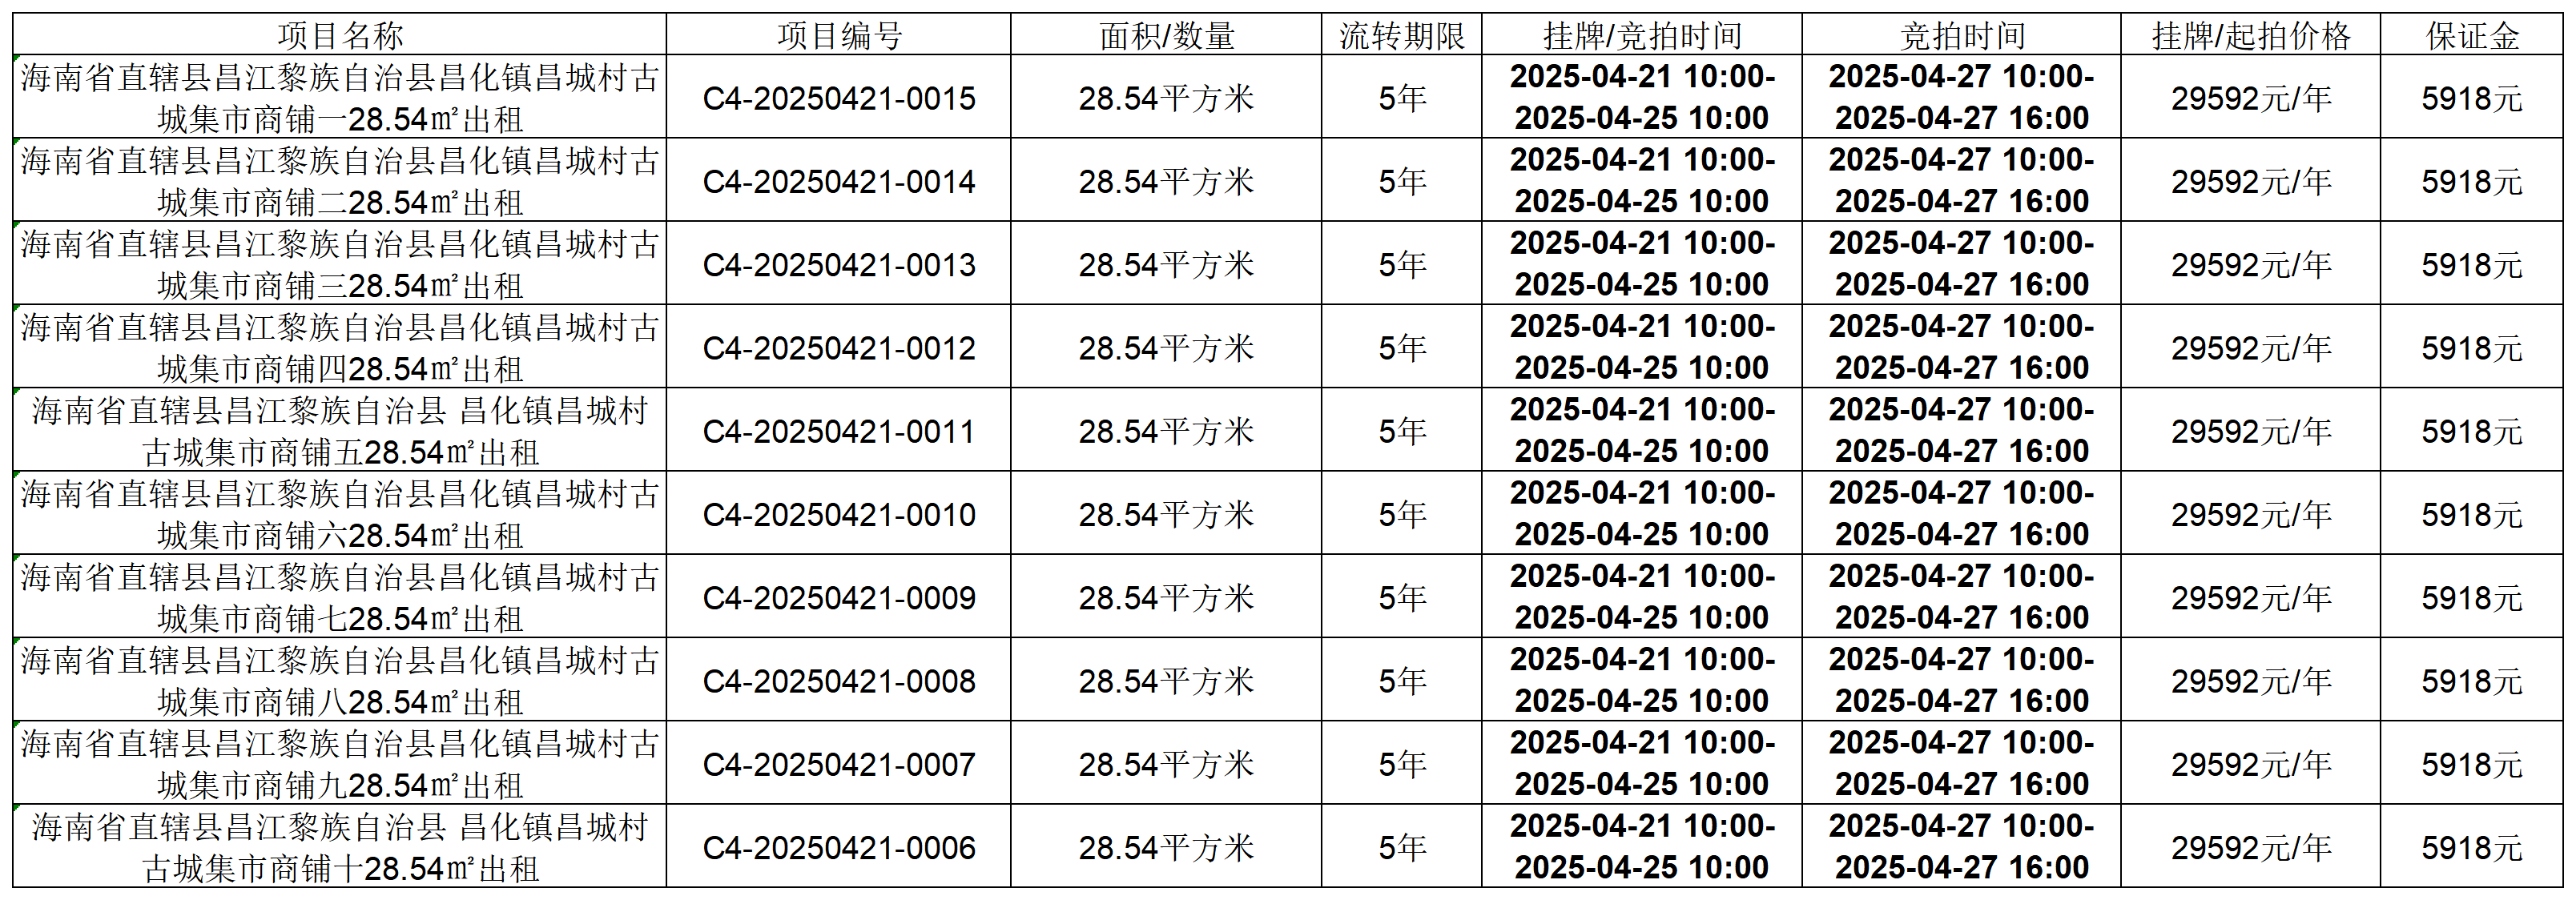 项目名称 项目编号 面积/数量 流转期限 挂牌/竞拍时间 竞拍时间 挂牌/起拍价格 保证金
海南省直辖县昌江黎族自治县昌化镇昌城村古
城集市商铺一28.54㎡出租
C4-20250421-0015
28.54平方米
5年
2025-04-21 10:00-
2025-04-25 10:00
2025-04-27 10:00-
2025-04-27 16:00
29592元/年
5918元
海南省直辖县昌江黎族自治县昌化镇昌城村古
城集市商铺二28.54㎡出租
C4-20250421-0014
28.54平方米
5年
2025-04-21 10:00-
2025-04-25 10:00
2025-04-27 10:00-
2025-04-27 16:00
29592元/年
5918元
海南省直辖县昌江黎族自治县昌化镇昌城村古
城集市商铺三28.54㎡出租
C4-20250421-0013
28.54平方米
5年
2025-04-21 10:00-
2025-04-25 10:00
2025-04-27 10:00-
2025-04-27 16:00
29592元/年
5918元
海南省直辖县昌江黎族自治县昌化镇昌城村古
城集市商铺四28.54㎡出租
C4-20250421-0012
28.54平方米
5年
2025-04-21 10:00-
2025-04-25 10:00
2025-04-27 10:00-
2025-04-27 16:00
29592元/年
5918元
海南省直辖县昌江黎族自治县 昌化镇昌城村
古城集市商铺五28.54㎡出租
C4-20250421-0011
28.54平方米
5年
2025-04-21 10:00-
2025-04-25 10:00
2025-04-27 10:00-
2025-04-27 16:00
29592元/年
5918元
海南省直辖县昌江黎族自治县昌化镇昌城村古
城集市商铺六28.54㎡出租
C4-20250421-0010
28.54平方米
5年
2025-04-21 10:00-
2025-04-25 10:00
2025-04-27 10:00-
2025-04-27 16:00
29592元/年
5918元
海南省直辖县昌江黎族自治县昌化镇昌城村古
城集市商铺七28.54㎡出租
C4-20250421-0009
28.54平方米
5年
2025-04-21 10:00-
2025-04-25 10:00
2025-04-27 10:00-
2025-04-27 16:00
29592元/年
5918元
海南省直辖县昌江黎族自治县昌化镇昌城村古
城集市商铺八28.54㎡出租
C4-20250421-0008
28.54平方米
5年
2025-04-21 10:00-
2025-04-25 10:00
2025-04-27 10:00-
2025-04-27 16:00
29592元/年
5918元
海南省直辖县昌江黎族自治县昌化镇昌城村古
城集市商铺九28.54㎡出租
C4-20250421-0007
28.54平方米
5年
2025-04-21 10:00-
2025-04-25 10:00
2025-04-27 10:00-
2025-04-27 16:00
29592元/年
5918元
海南省直辖县昌江黎族自治县 昌化镇昌城村
古城集市商铺十28.54㎡出租
C4-20250421-0006
28.54平方米
5年
2025-04-21 10:00-
2025-04-25 10:00
2025-04-27 10:00-
2025-04-27 16:00
29592元/年
5918元